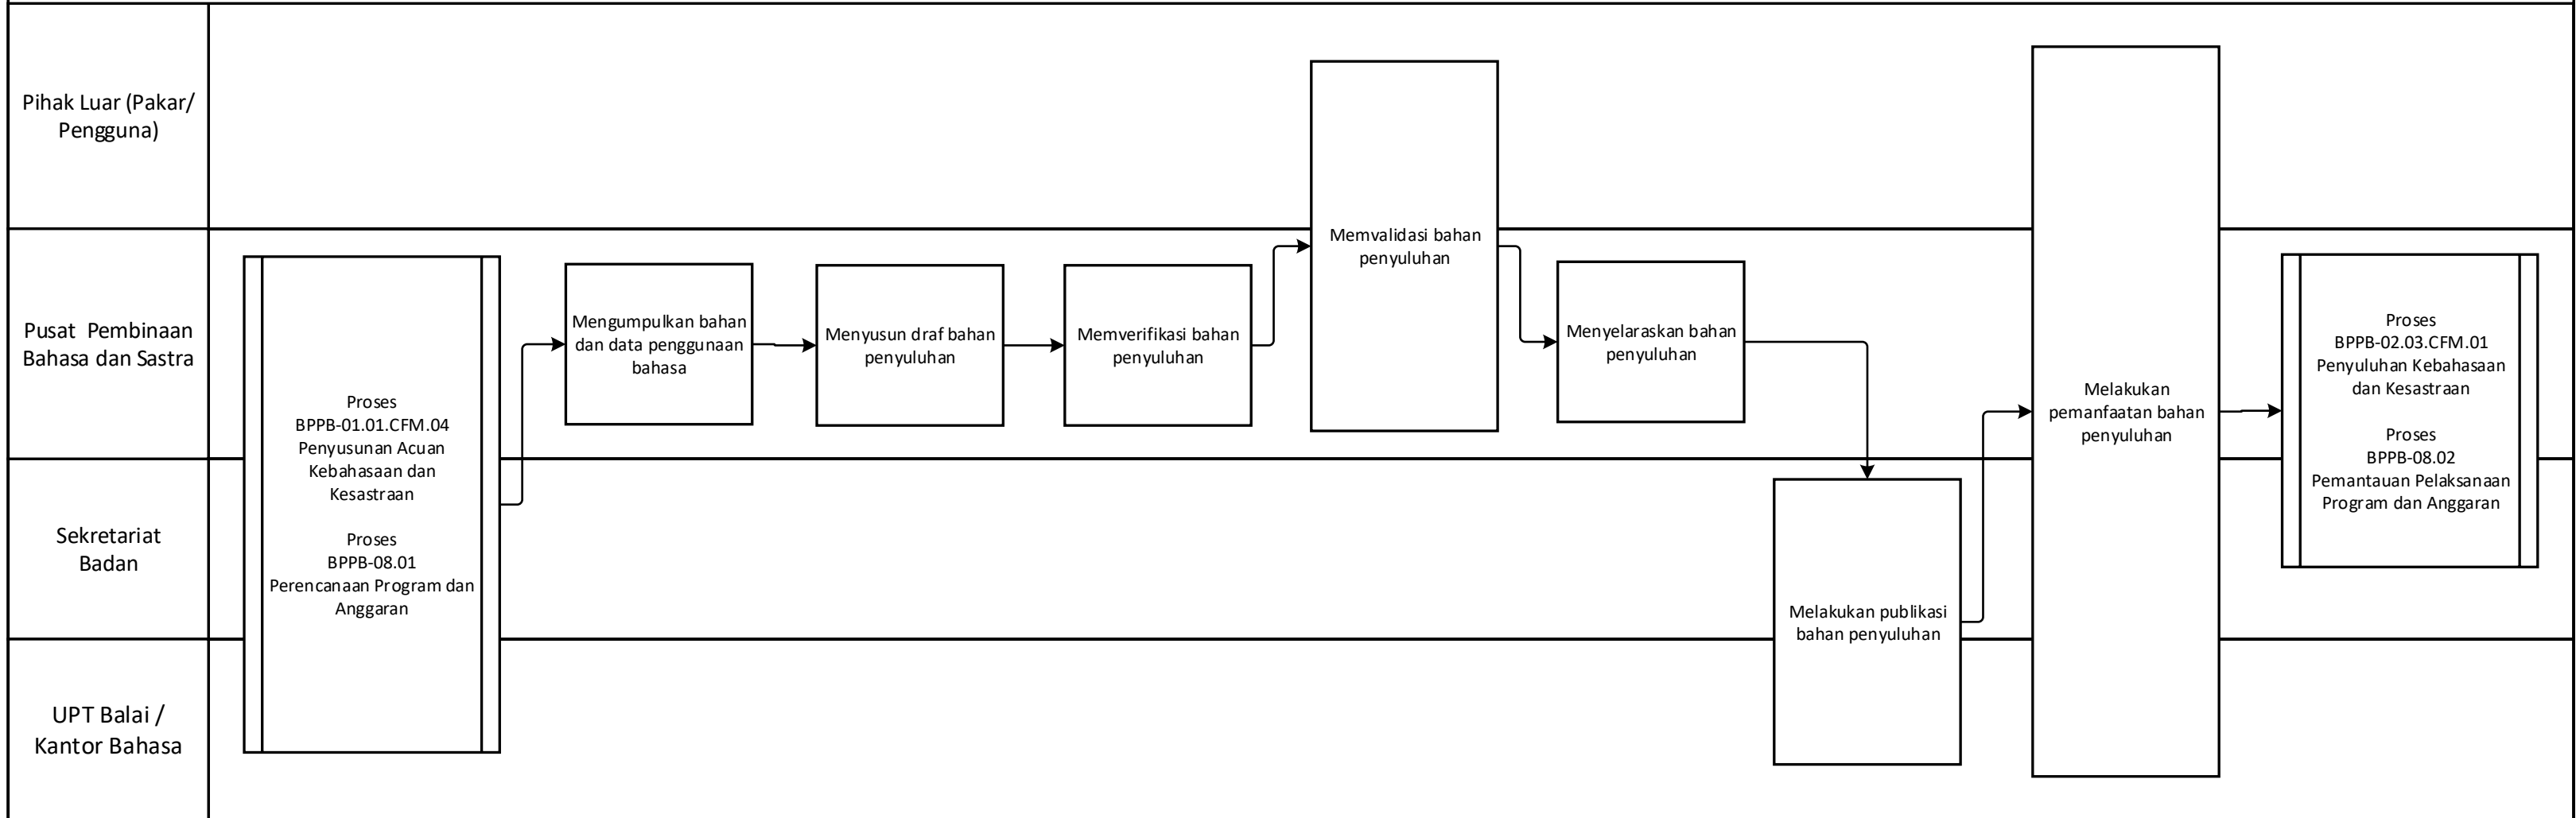 Pihak Luar (Pakar/
Pengguna)
Pusat Pembinaan
Bahasa dan Sastra
Sekretariat
Badan
UPT Balai /
Kantor Bahasa
Proses
BPPB-01.01.CFM.04
Penyusunan Acuan
Kebahasaan dan
Kesastraan
Proses
BPPB-08.01
Perencanaan Program dan
Anggaran
Mengumpulkan bahan
dan data penggunaan
bahasa
Menyusun draf bahan
penyuluhan
Memverifikasi bahan
penyuluhan
Memvalidasi bahan
penyuluhan
Menyelaraskan bahan
penyuluhan
Melakukan publikasi
bahan penyuluhan
Melakukan
pemanfaatan bahan
penyuluhan
Proses
BPPB-02.03.CFM.01
Penyuluhan Kebahasaan
dan Kesastraan
Proses
BPPB-08.02
Pemantauan Pelaksanaan
Program dan Anggaran